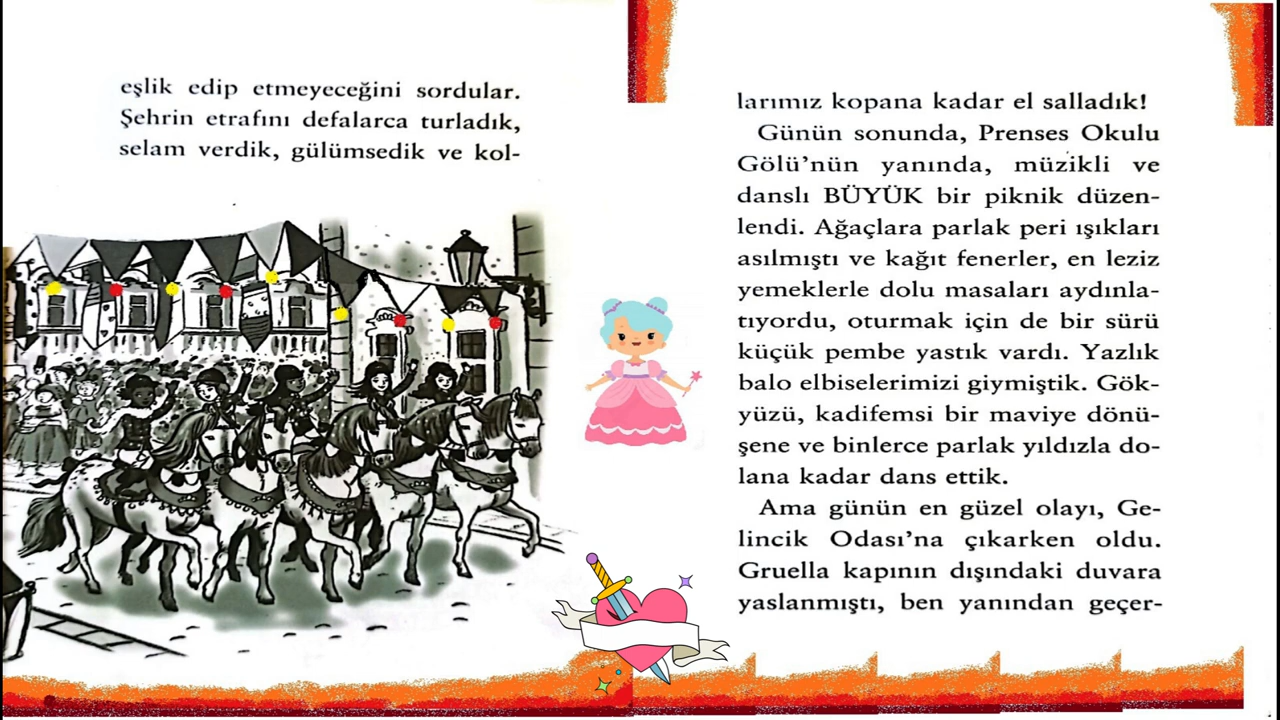 eşlik edip etmeyeceğini sordular.
Şehrin etrafını defalarca turladık,
selam verdik, gülümsedik ve kol-
larımız kopana kadar el salladık!
Günün sonunda, Prenses Okulu
Gölü'nün yanında, müzikli ve
danslı BÜYÜK bir piknik düzen-
lendi. Ağaçlara parlak peri ışıkları
asılmıştı ve kağıt fenerler, en leziz
yemeklerle dolu masaları aydınla-
tıyordu, oturmak için de bir sürü
küçük pembe yastık vardı. Yazlık
balo elbiselerimizi giymiştik. Gök-
yüzü, kadifemsi bir maviye dönü-
şene ve binlerce parlak yıldızla do-
lana kadar dans ettik.
Ama günün en güzel olayı, Ge-
lincik Odası'na çıkarken oldu.
Gruella kapının dışındaki duvara
yaslanmıştı, ben yanından geçer-